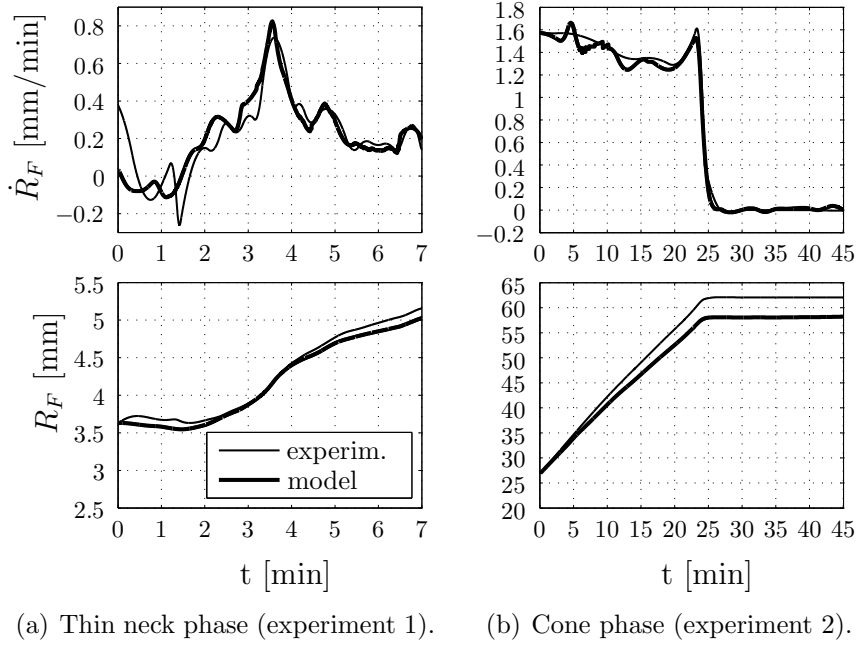 Ṙ_F [mm/min]
0.8
0.6
0.4
0.2
0
−0.2
0 1 2 3 4 5 6 7
1.8
1.6
1.4
1.2
1
0.8
0.6
0.4
0.2
0
−0.2
0 5 10 15 20 25 30 35 40 45
R_F [mm]
5.5
5
4.5
4
3.5
3
2.5
experim.
model
0 1 2 3 4 5 6 7
t [min]
65
60
55
50
45
40
35
30
25
20
0 5 10 15 20 25 30 35 40 45
t [min]
(a) Thin neck phase (experiment 1).
(b) Cone phase (experiment 2).